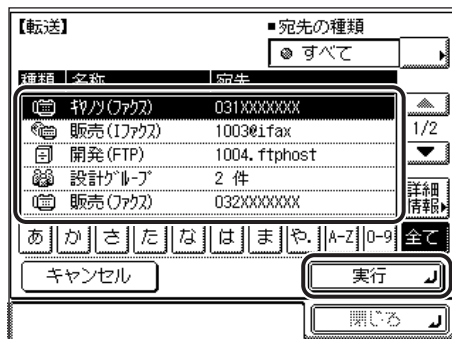 【転送】
■宛先の種類
すべて
種類 名称 宛先
ｷﾔﾉﾝ(ﾌｧｸｽ) 031XXXXXXX
販売(Iﾌｧｸｽ) 1003@ifax
1/2
開発(FTP) 1004.ftphost
設計ｸﾞﾙｰﾌﾟ 2 件
詳細情報
販売(ﾌｧｸｽ) 032XXXXXXX
あ か さ た な は ま や. A-Z 0-9 全て
キャンセル 実行
閉じる